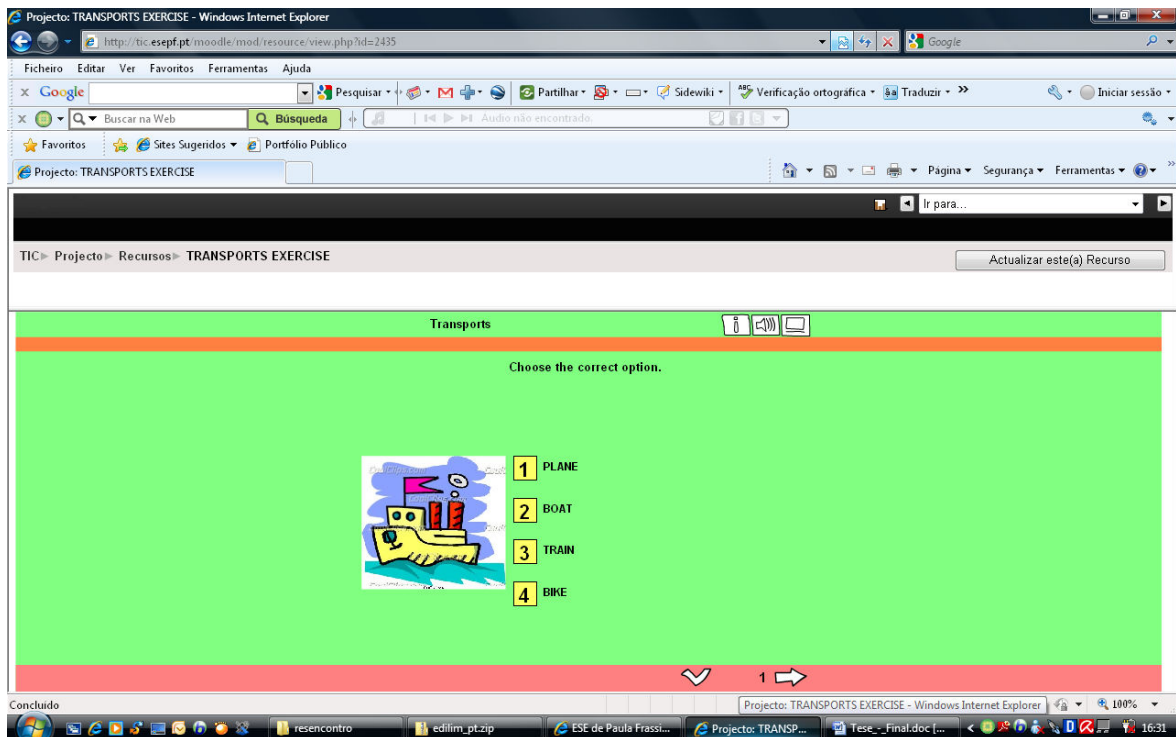 Projecto: TRANSPORTS EXERCISE - Windows Internet Explorer
http://tic.esepf.pt/moodle/mod/resource/view.php?id=2435
Google
Ficheiro Editar Ver Favoritos Ferramentas Ajuda
x Google Pesquisar Partilhar Sidewiki Verificação ortográfica Traduzir Iniciar sessão
x Buscar na Web Búsqueda Audio não encontrado.
Favoritos Sites Sugeridos Portfólio Público
Projecto: TRANSPORTS EXERCISE Página Segurança Ferramentas
Ir para...
TIC Projecto Recursos TRANSPORTS EXERCISE Actualizar este(a) Recurso
Transports
Choose the correct option.
1 PLANE
2 BOAT
3 TRAIN
4 BIKE
1
Concluido Projecto: TRANSPORTS EXERCISE - Windows Internet Explorer 100%
resencontro edilim_pt.zip ESE de Paula Frassi... Projecto: TRANSP... Tese_-_Final.doc [... 16:31